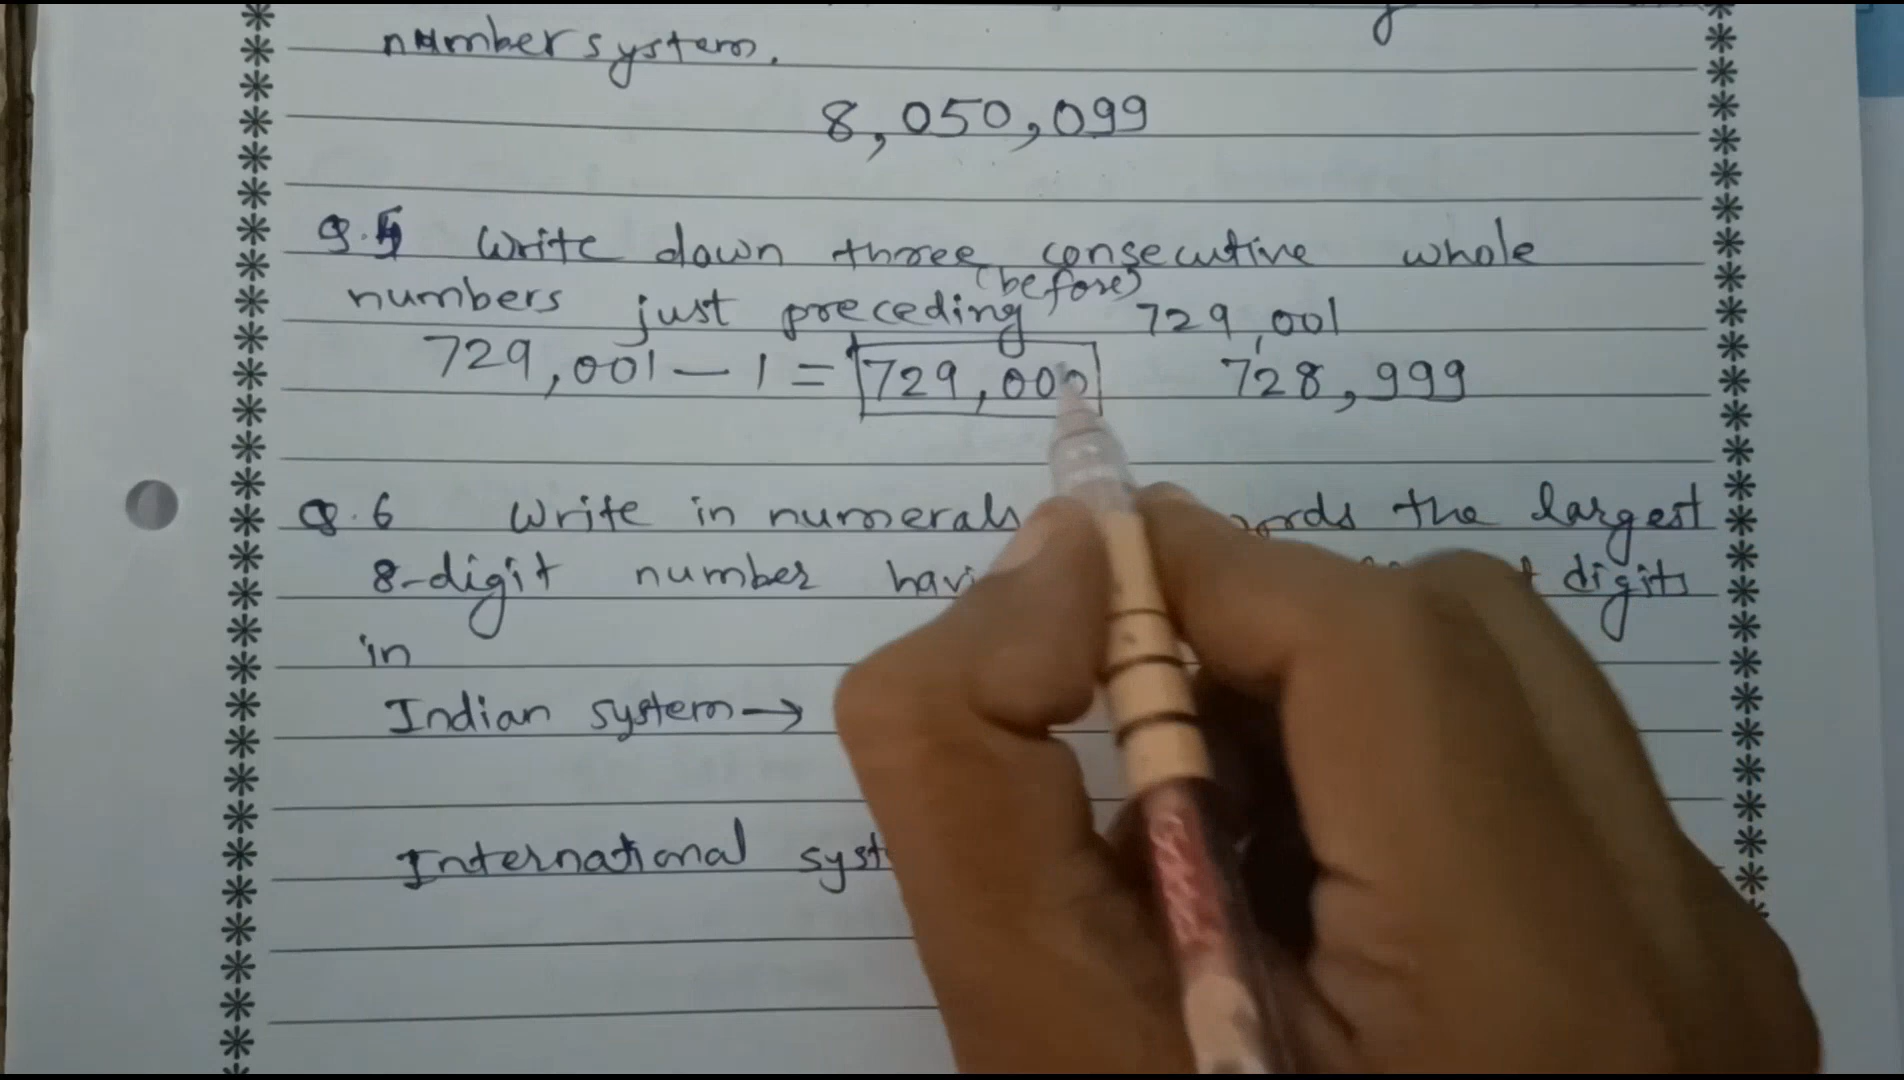 number system.
8,050,099
Q.5 Write down three consecutive whole
(before)
numbers just preceding 729,001
729,001 – 1 = 729,000 728,999
Q.6 Write in numerals the largest
8-digit number digits
in
Indian system →
International